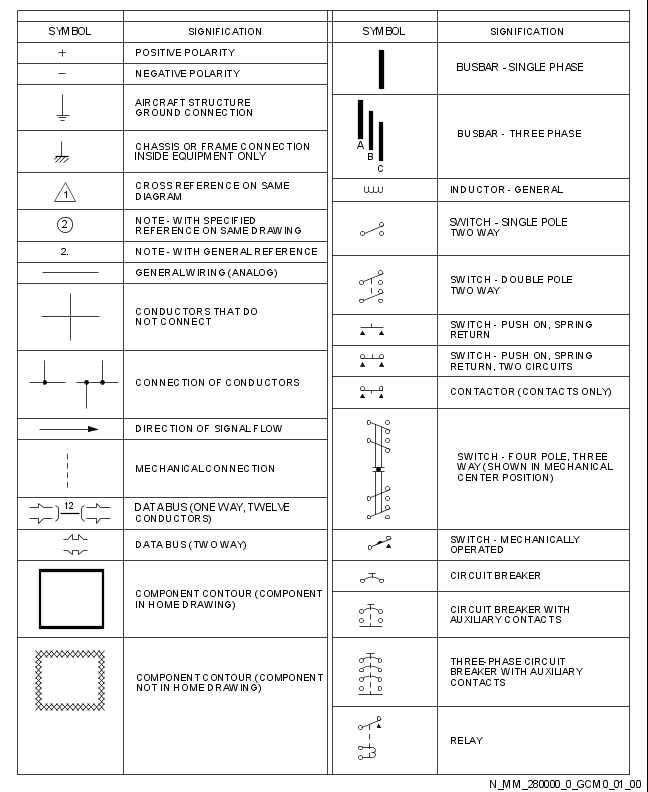 SYMBOL SIGNIFICATION
+ POSITIVE POLARITY
− NEGATIVE POLARITY
AIRCRAFT STRUCTURE
GROUND CONNECTION
CHASSIS OR FRAME CONNECTION
INSIDE EQUIPMENT ONLY
1 CROSS REFERENCE ON SAME
DIAGRAM
2 NOTE - WITH SPECIFIED
REFERENCE ON SAME DRAWING
2. NOTE - WITH GENERAL REFERENCE
GENERAL WIRING (ANALOG)
CONDUCTORS THAT DO
NOT CONNECT
CONNECTION OF CONDUCTORS
DIRECTION OF SIGNAL FLOW
MECHANICAL CONNECTION
12 DATA BUS (ONE WAY, TWELVE
CONDUCTORS)
DATA BUS (TWO WAY)
COMPONENT CONTOUR (COMPONENT
IN HOME DRAWING)
COMPONENT CONTOUR (COMPONENT
NOT IN HOME DRAWING)
SYMBOL SIGNIFICATION
BUSBAR - SINGLE PHASE
A B C BUSBAR - THREE PHASE
INDUCTOR - GENERAL
SWITCH - SINGLE POLE
TWO WAY
SWITCH - DOUBLE POLE
TWO WAY
SWITCH - PUSH ON, SPRING
RETURN
SWITCH - PUSH ON, SPRING
RETURN, TWO CIRCUITS
CONTACTOR (CONTACTS ONLY)
SWITCH - FOUR POLE, THREE
WAY (SHOWN IN MECHANICAL
CENTER POSITION)
SWITCH - MECHANICALLY
OPERATED
CIRCUIT BREAKER
CIRCUIT BREAKER WITH
AUXILIARY CONTACTS
THREE-PHASE CIRCUIT
BREAKER WITH AUXILIARY
CONTACTS
RELAY
N_MM_280000_0_GCM0_01_00